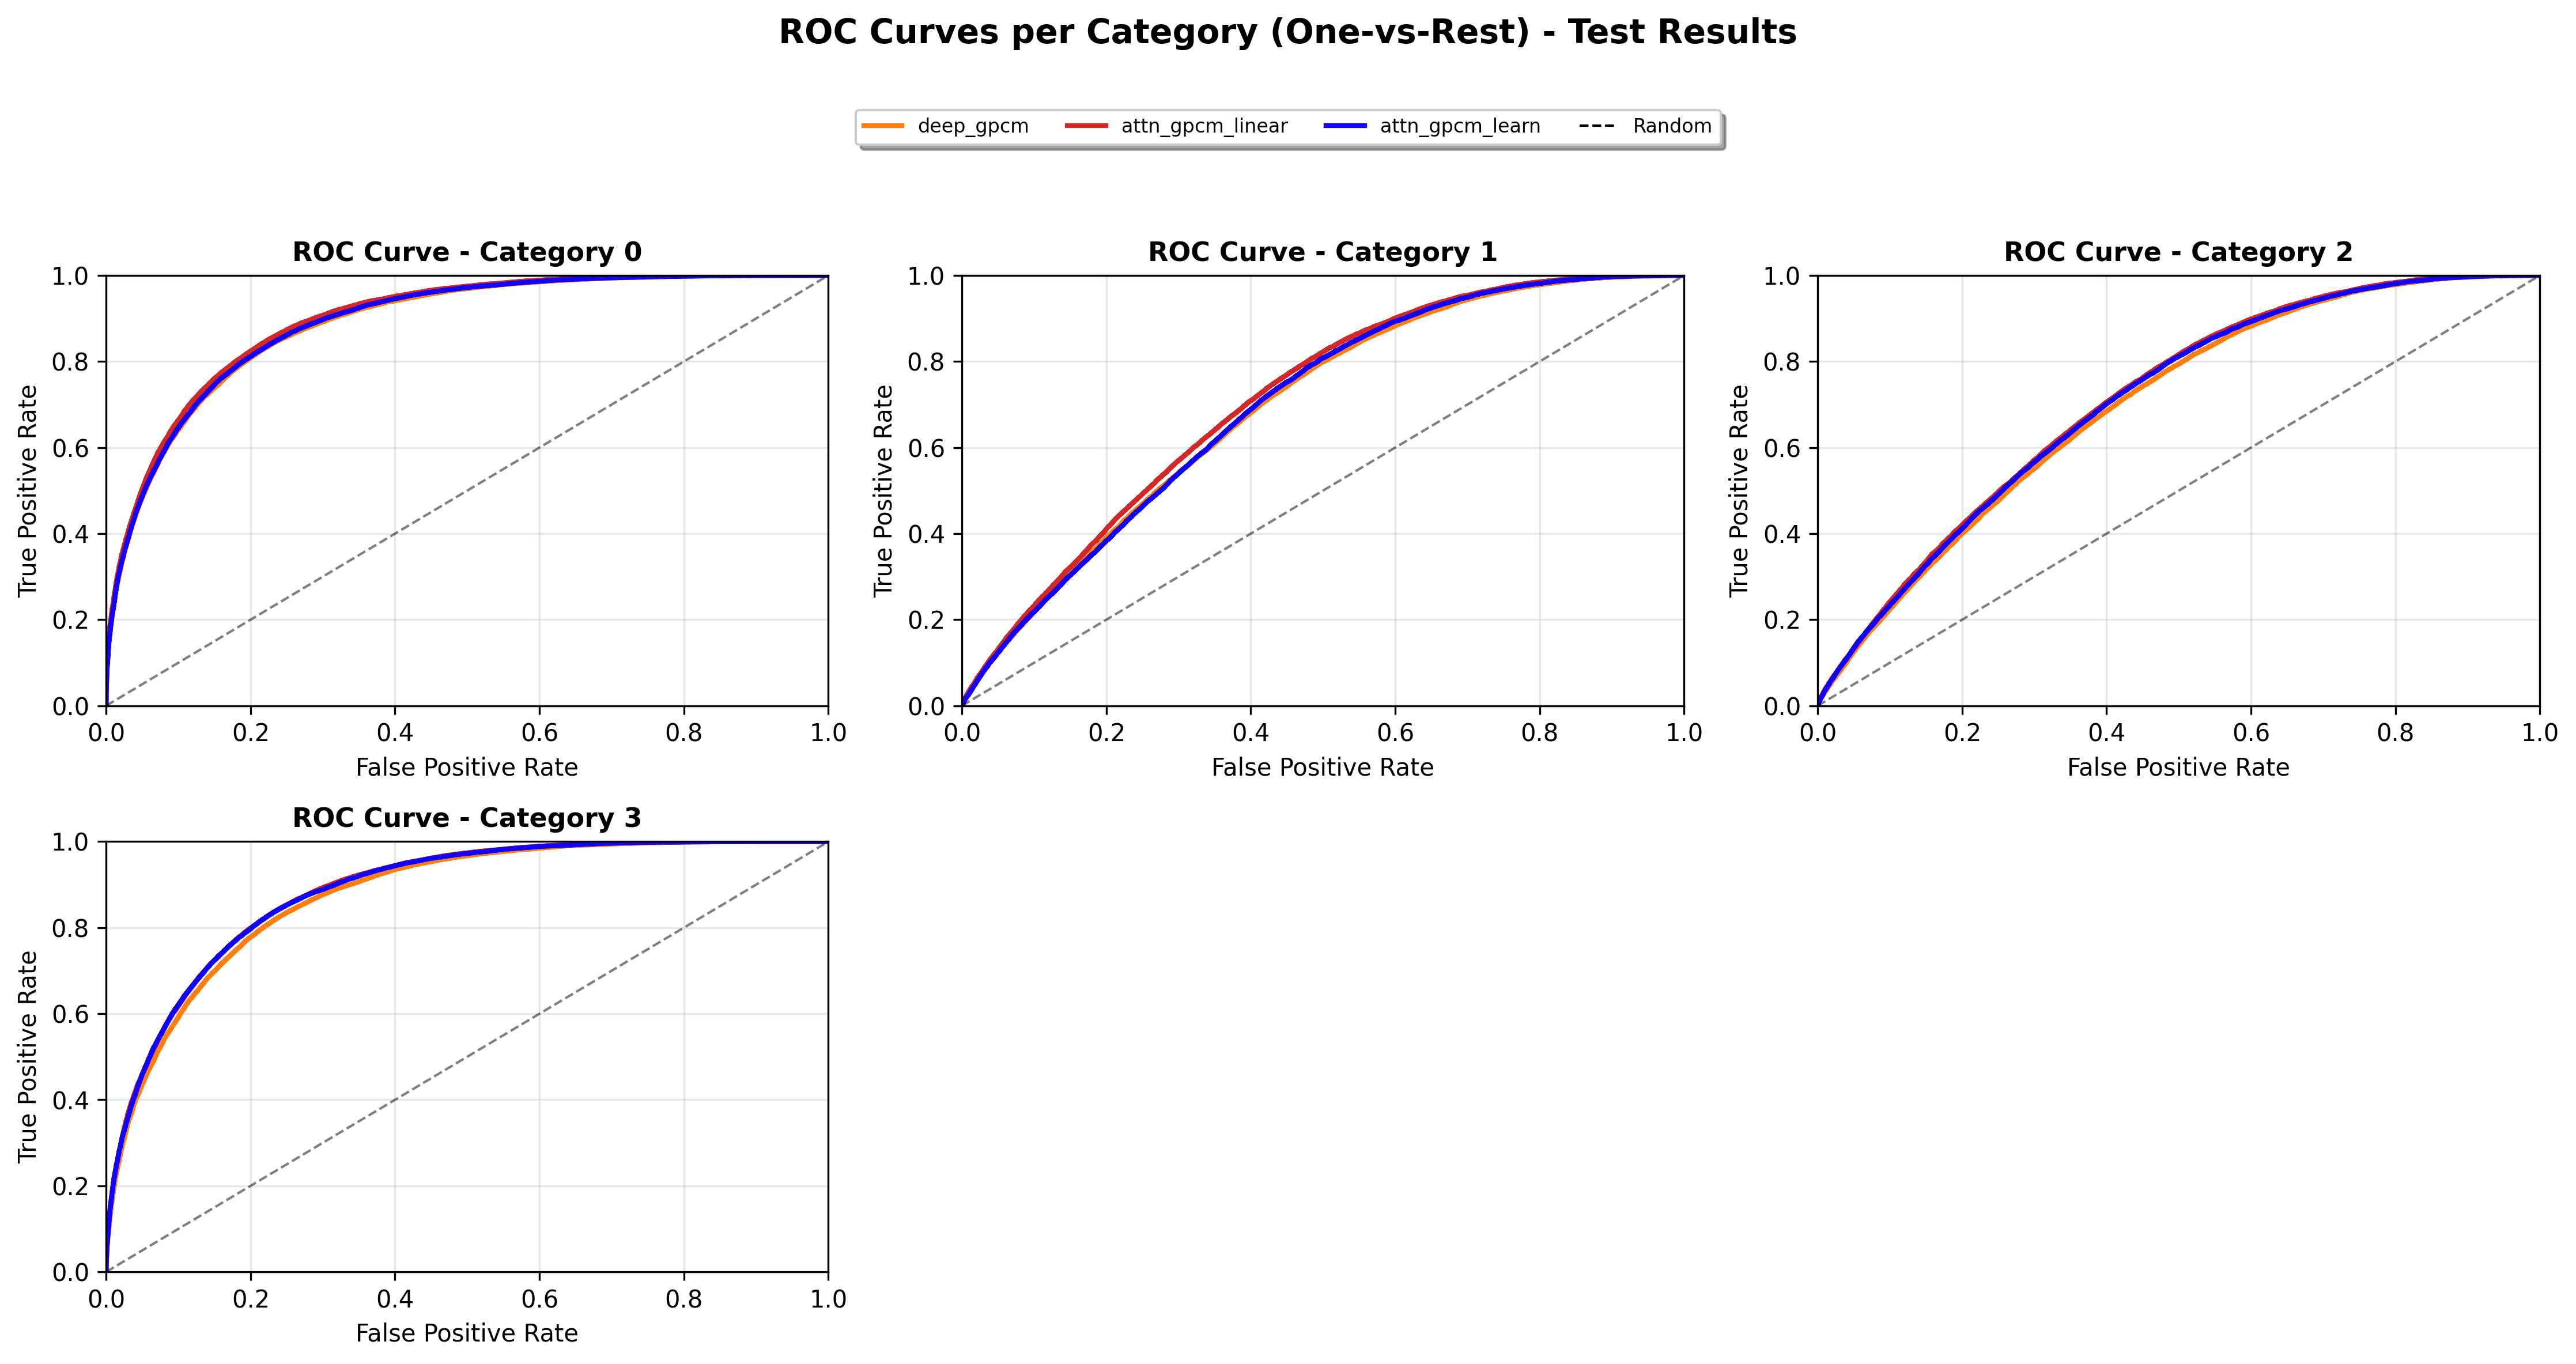 ROC Curves per Category (One-vs-Rest) - Test Results
deep_gpcm attn_gpcm_linear attn_gpcm_learn Random
ROC Curve - Category 0
True Positive Rate
1.0
0.8
0.6
0.4
0.2
0.0
0.0 0.2 0.4 0.6 0.8 1.0
False Positive Rate
ROC Curve - Category 1
True Positive Rate
1.0
0.8
0.6
0.4
0.2
0.0
0.0 0.2 0.4 0.6 0.8 1.0
False Positive Rate
ROC Curve - Category 2
True Positive Rate
1.0
0.8
0.6
0.4
0.2
0.0
0.0 0.2 0.4 0.6 0.8 1.0
False Positive Rate
ROC Curve - Category 3
True Positive Rate
1.0
0.8
0.6
0.4
0.2
0.0
0.0 0.2 0.4 0.6 0.8 1.0
False Positive Rate